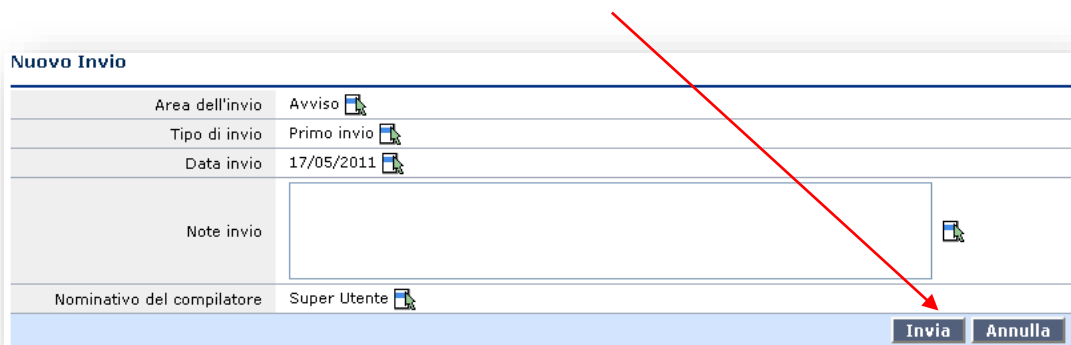 Nuovo Invio
Area dell'invio Avviso
Tipo di invio Primo invio
Data invio 17/05/2011
Note invio
Nominativo del compilatore Super Utente
Invia Annulla